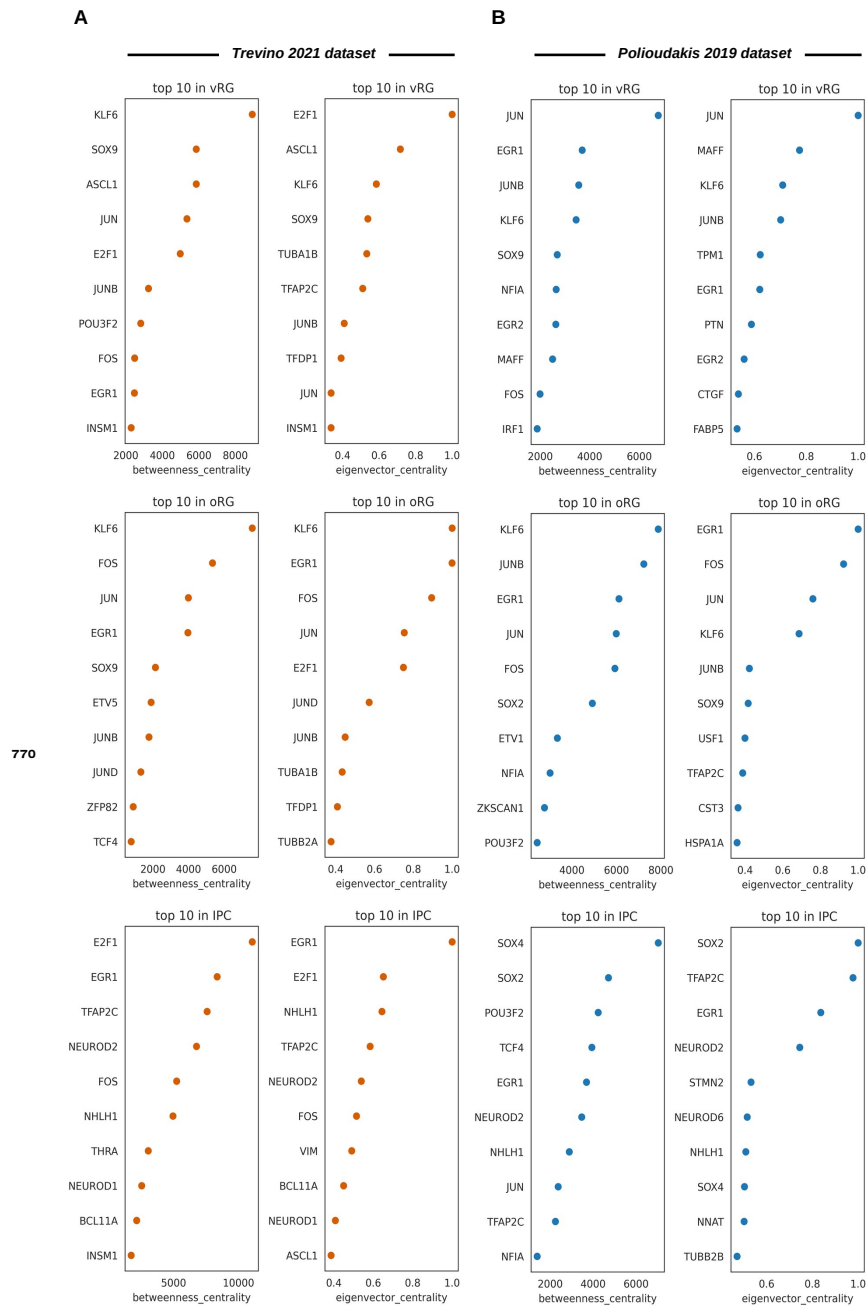 A
B
Trevino 2021 dataset
Polioudakis 2019 dataset
top 10 in vRG
KLF6
SOX9
ASCL1
JUN
E2F1
JUNB
POU3F2
FOS
EGR1
INSM1
2000 4000 6000 8000
betweenness_centrality
top 10 in vRG
E2F1
ASCL1
KLF6
SOX9
TUBA1B
TFAP2C
JUNB
TFDP1
JUN
INSM1
0.4 0.6 0.8 1.0
eigenvector_centrality
top 10 in vRG
JUN
EGR1
JUNB
KLF6
SOX9
NFIA
EGR2
MAFF
FOS
IRF1
2000 4000 6000
betweenness_centrality
top 10 in vRG
JUN
MAFF
KLF6
JUNB
TPM1
EGR1
PTN
EGR2
CTGF
FABP5
0.6 0.8 1.0
eigenvector_centrality
top 10 in oRG
KLF6
FOS
JUN
EGR1
SOX9
ETV5
JUNB
JUND
ZFP82
TCF4
2000 4000 6000
betweenness_centrality
top 10 in oRG
KLF6
EGR1
FOS
JUN
E2F1
JUND
JUNB
TUBA1B
TFDP1
TUBB2A
0.4 0.6 0.8 1.0
eigenvector_centrality
top 10 in oRG
KLF6
JUNB
EGR1
JUN
FOS
SOX2
ETV1
NFIA
ZKSCAN1
POU3F2
4000 6000 8000
betweenness_centrality
top 10 in oRG
EGR1
FOS
JUN
KLF6
JUNB
SOX9
USF1
TFAP2C
CST3
HSPA1A
0.4 0.6 0.8 1.0
eigenvector_centrality
770
top 10 in IPC
E2F1
EGR1
TFAP2C
NEUROD2
FOS
NHLH1
THRA
NEUROD1
BCL11A
INSM1
5000 10000
betweenness_centrality
top 10 in IPC
EGR1
E2F1
NHLH1
TFAP2C
NEUROD2
FOS
VIM
BCL11A
NEUROD1
ASCL1
0.4 0.6 0.8 1.0
eigenvector_centrality
top 10 in IPC
SOX4
SOX2
POU3F2
TCF4
EGR1
NEUROD2
NHLH1
JUN
TFAP2C
NFIA
2000 4000 6000
betweenness_centrality
top 10 in IPC
SOX2
TFAP2C
EGR1
NEUROD2
STMN2
NEUROD6
NHLH1
SOX4
NNAT
TUBB2B
0.6 0.8 1.0
eigenvector_centrality